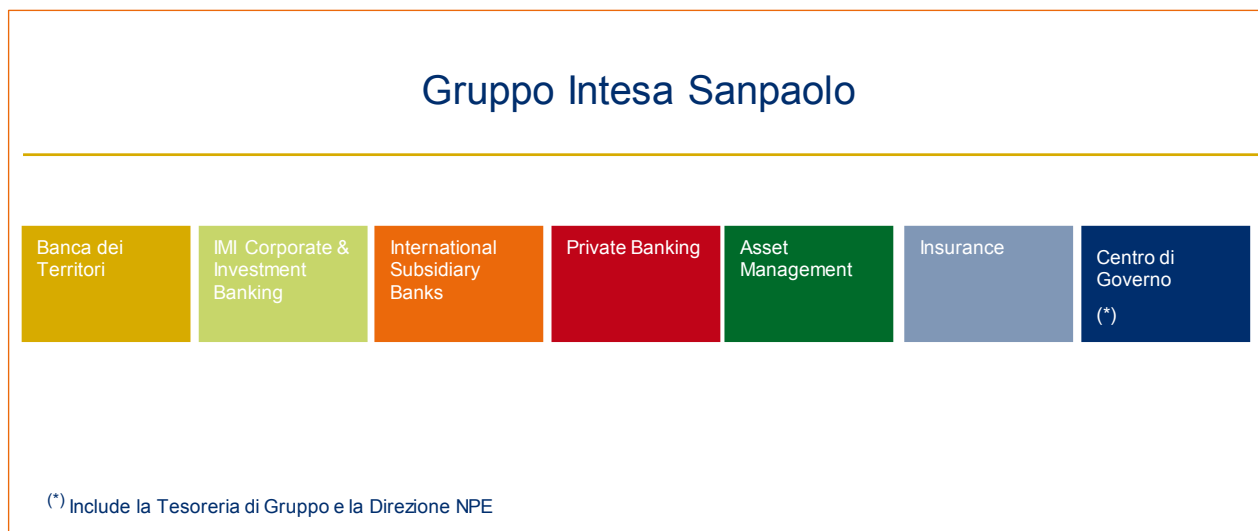 Gruppo Intesa Sanpaolo
Banca dei
Territori
IMI Corporate &
Investment
Banking
International
Subsidiary
Banks
Private Banking
Asset
Management
Insurance
Centro di
Governo
(*)
(*) Include la Tesoreria di Gruppo e la Direzione NPE